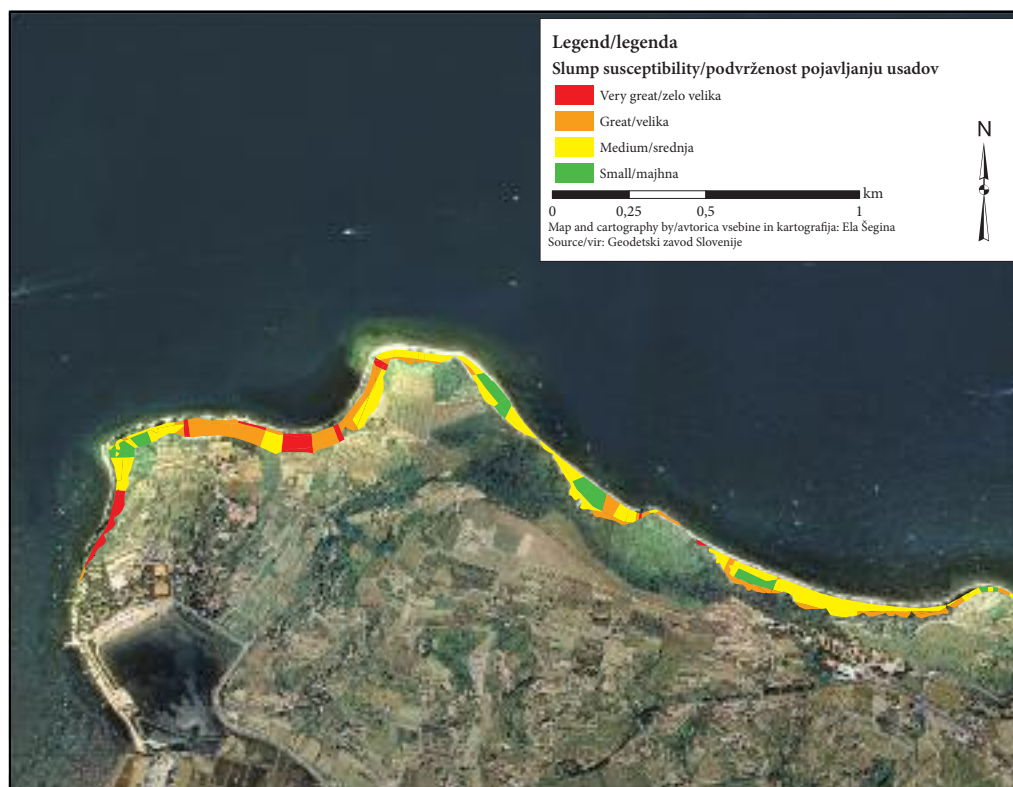 Legend/legenda
Slump susceptibility/podvrženost pojavljanju usadov
Very great/zelo velika
Great/velika
Medium/srednja
Small/majhna
N
km
0 0,25 0,5 1
Map and cartography by/avtorica vsebine in kartografija: Ela Šegina
Source/vir: Geodetski zavod Slovenije